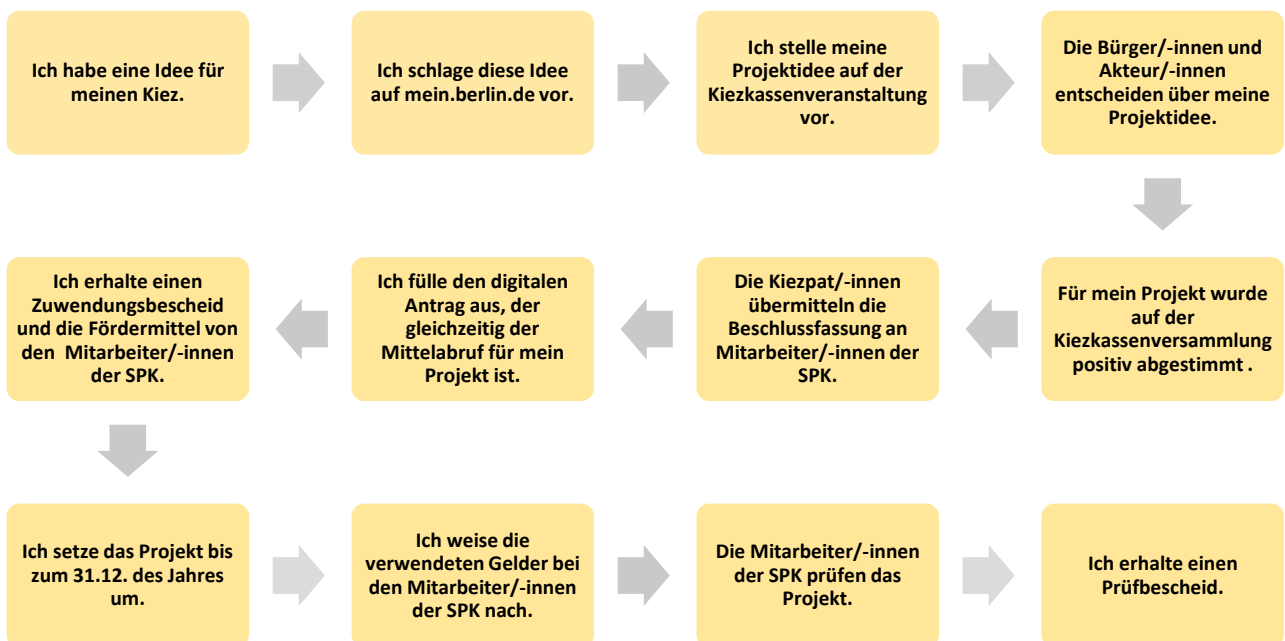 Ich habe eine Idee für
meinen Kiez.
Ich schlage diese Idee
auf mein.berlin.de vor.
Ich stelle meine
Projektidee auf der
Kiezkassenveranstaltung
vor.
Die Bürger/-innen und
Akteur/-innen
entscheiden über meine
Projektidee.
Für mein Projekt wurde
auf der
Kiezkassenversammlung
positiv abgestimmt .
Die Kiezpat/-innen
übermitteln die
Beschlussfassung an
Mitarbeiter/-innen der
SPK.
Ich fülle den digitalen
Antrag aus, der
gleichzeitig der
Mittelabruf für mein
Projekt ist.
Ich erhalte einen
Zuwendungsbescheid
und die Fördermittel von
den Mitarbeiter/-innen
der SPK.
Ich setze das Projekt bis
zum 31.12. des Jahres
um.
Ich weise die
verwendeten Gelder bei
den Mitarbeiter/-innen
der SPK nach.
Die Mitarbeiter/-innen
der SPK prüfen das
Projekt.
Ich erhalte einen
Prüfbescheid.